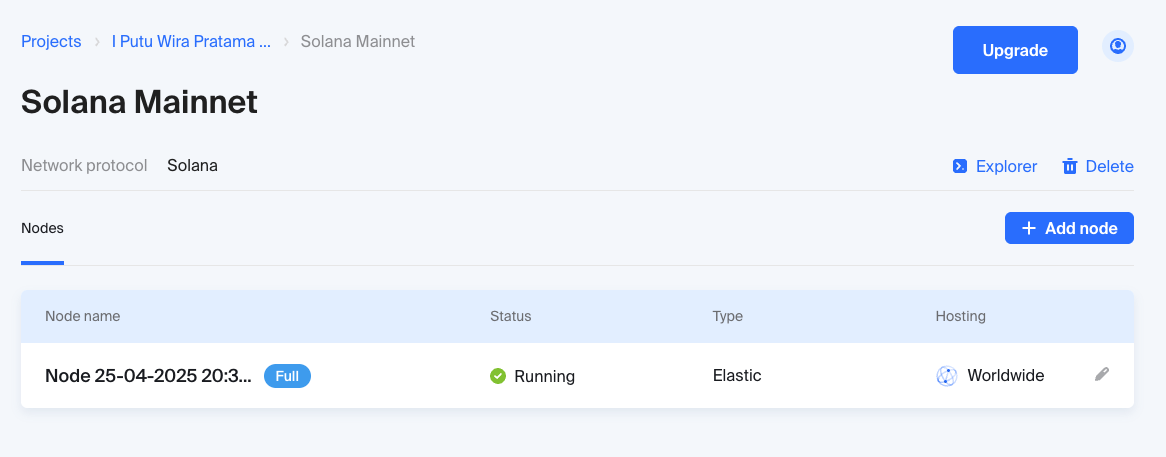 Projects › I Putu Wira Pratama ... › Solana Mainnet
Upgrade
Solana Mainnet
Network protocol Solana
Explorer Delete
Nodes
+ Add node
Node name Status Type Hosting
Node 25-04-2025 20:3... Full Running Elastic Worldwide